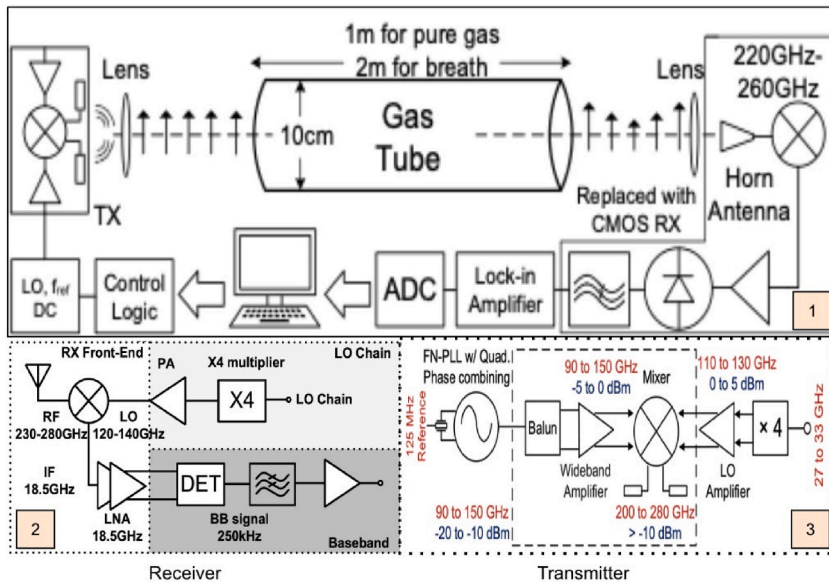 1m for pure gas
2m for breath
Lens
Lens
220GHz-
260GHz
10cm
Gas
Tube
TX
Replaced with
CMOS RX
Horn
Antenna
LO, fref
DC
Control
Logic
ADC
Lock-in
Amplifier
1
RX Front-End
PA
X4 multiplier
LO Chain
X4
LO Chain
RF
230-280GHz
LO
120-140GHz
IF
18.5GHz
DET
LNA
18.5GHz
BB signal
250kHz
Baseband
2
FN-PLL w/ Quad.
Phase combining
90 to 150 GHz
-5 to 0 dBm
Mixer
110 to 130 GHz
0 to 5 dBm
125 MHz
Reference
Balun
× 4
27 to 33 GHz
Wideband
Amplifier
LO
Amplifier
90 to 150 GHz
-20 to -10 dBm
200 to 280 GHz
> -10 dBm
3
Receiver
Transmitter